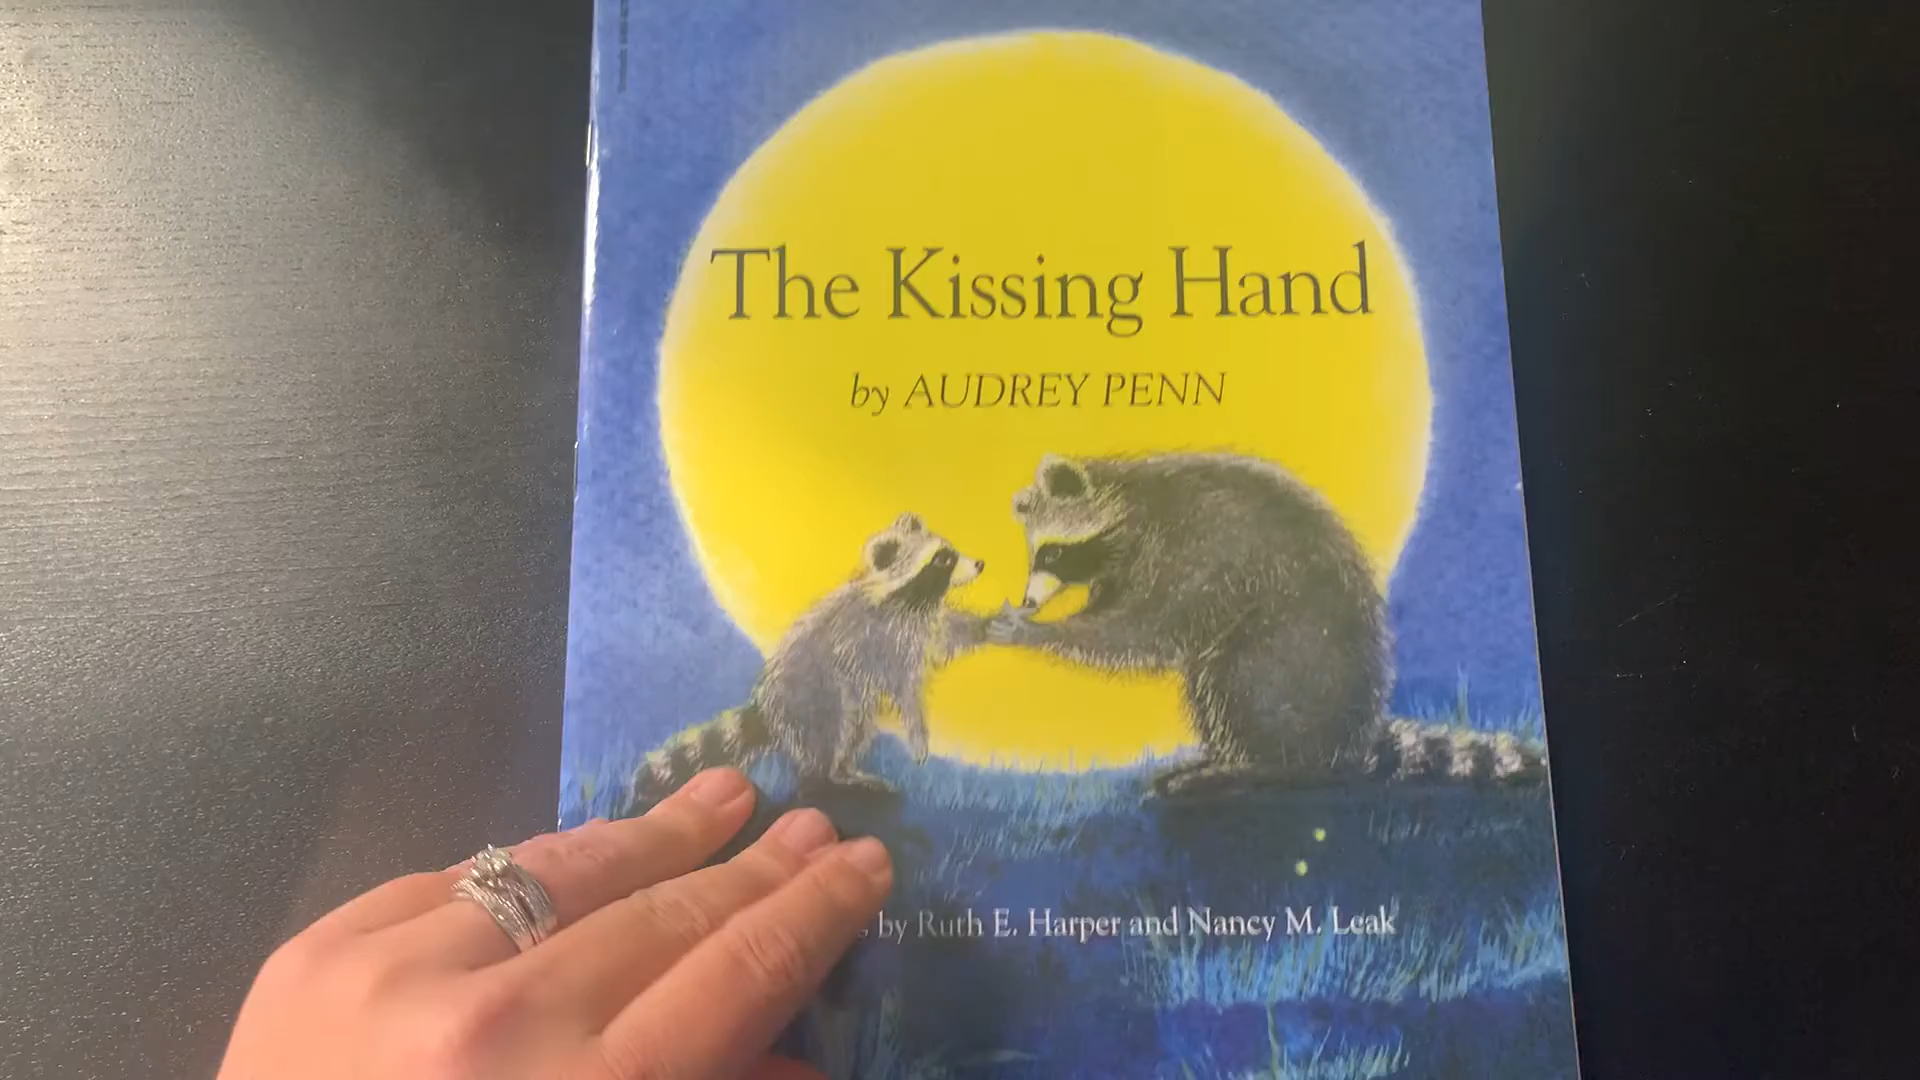 The Kissing Hand
by AUDREY PENN
by Ruth E. Harper and Nancy M. Leak